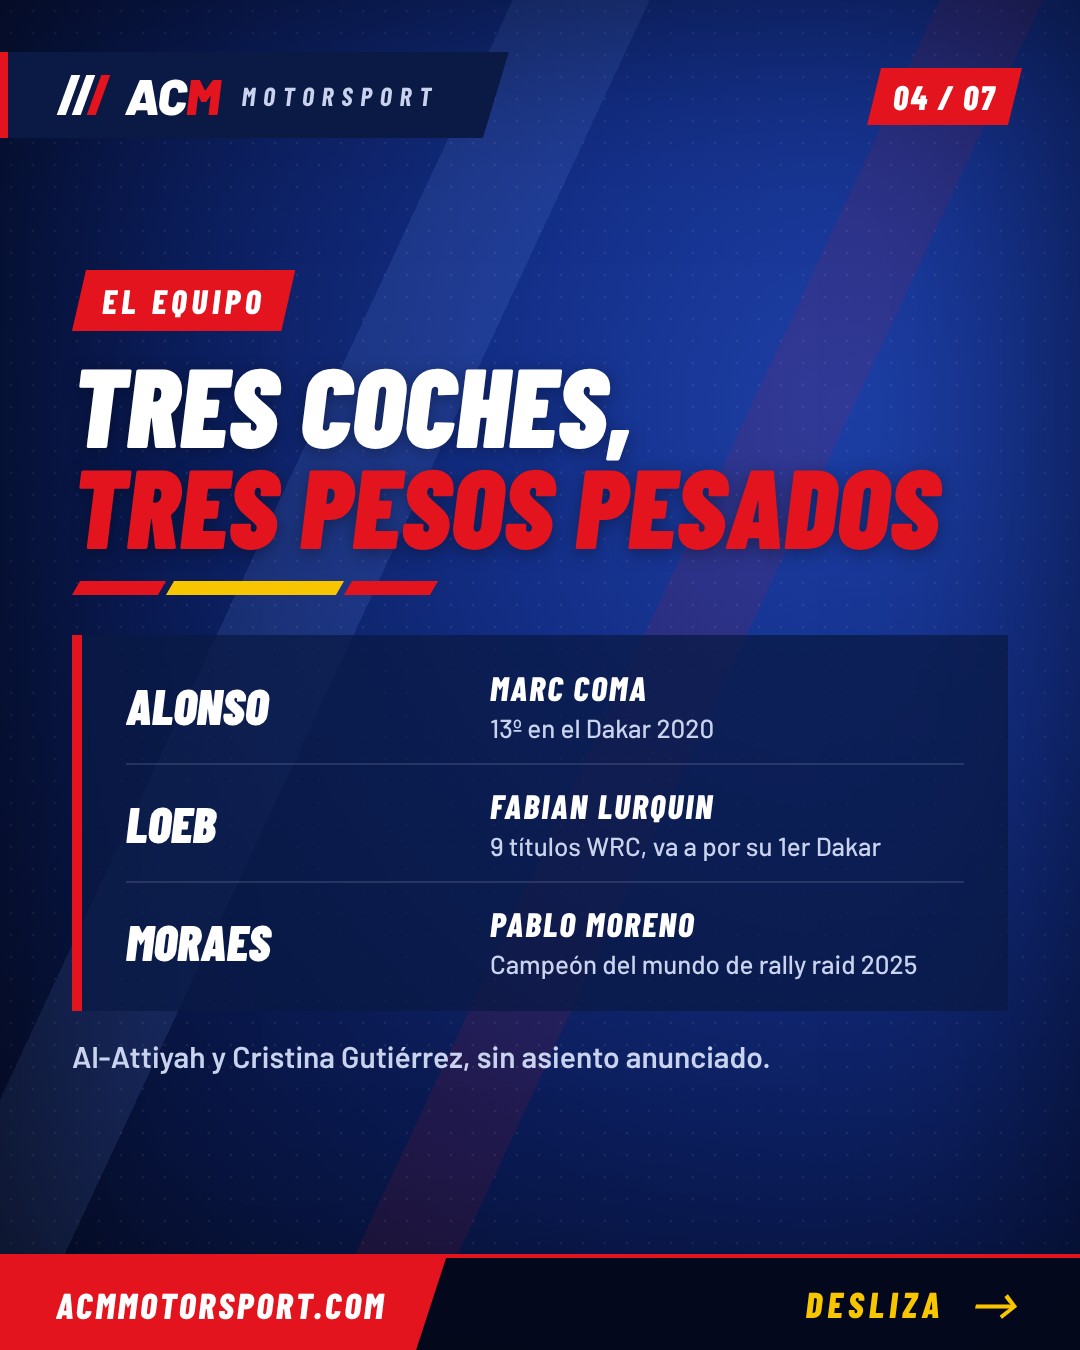 ACM MOTORSPORT
04 / 07
EL EQUIPO
TRES COCHES,
TRES PESOS PESADOS
ALONSO
MARC COMA
13º en el Dakar 2020
LOEB
FABIAN LURQUIN
9 títulos WRC, va a por su 1er Dakar
MORAES
PABLO MORENO
Campeón del mundo de rally raid 2025
Al-Attiyah y Cristina Gutiérrez, sin asiento anunciado.
ACMMOTORSPORT.COM
DESLIZA →